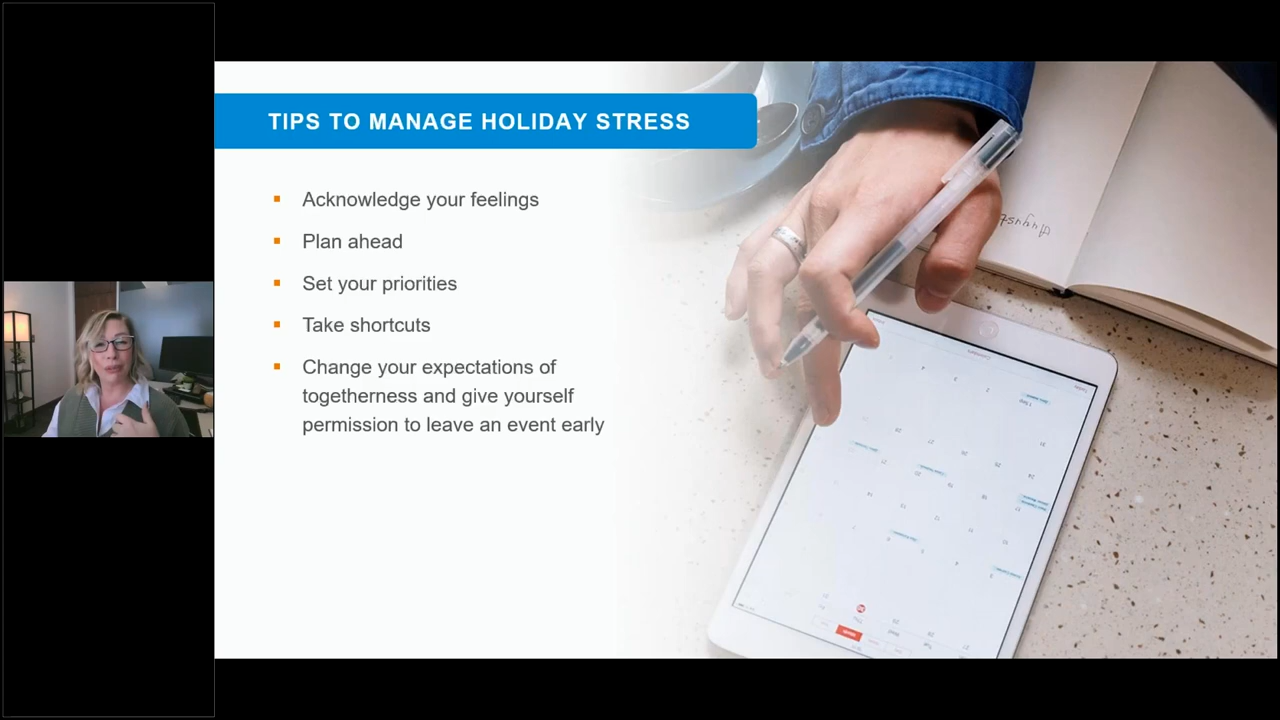 TIPS TO MANAGE HOLIDAY STRESS
Acknowledge your feelings
Plan ahead
Set your priorities
Take shortcuts
Change your expectations of
togetherness and give yourself
permission to leave an event early
August